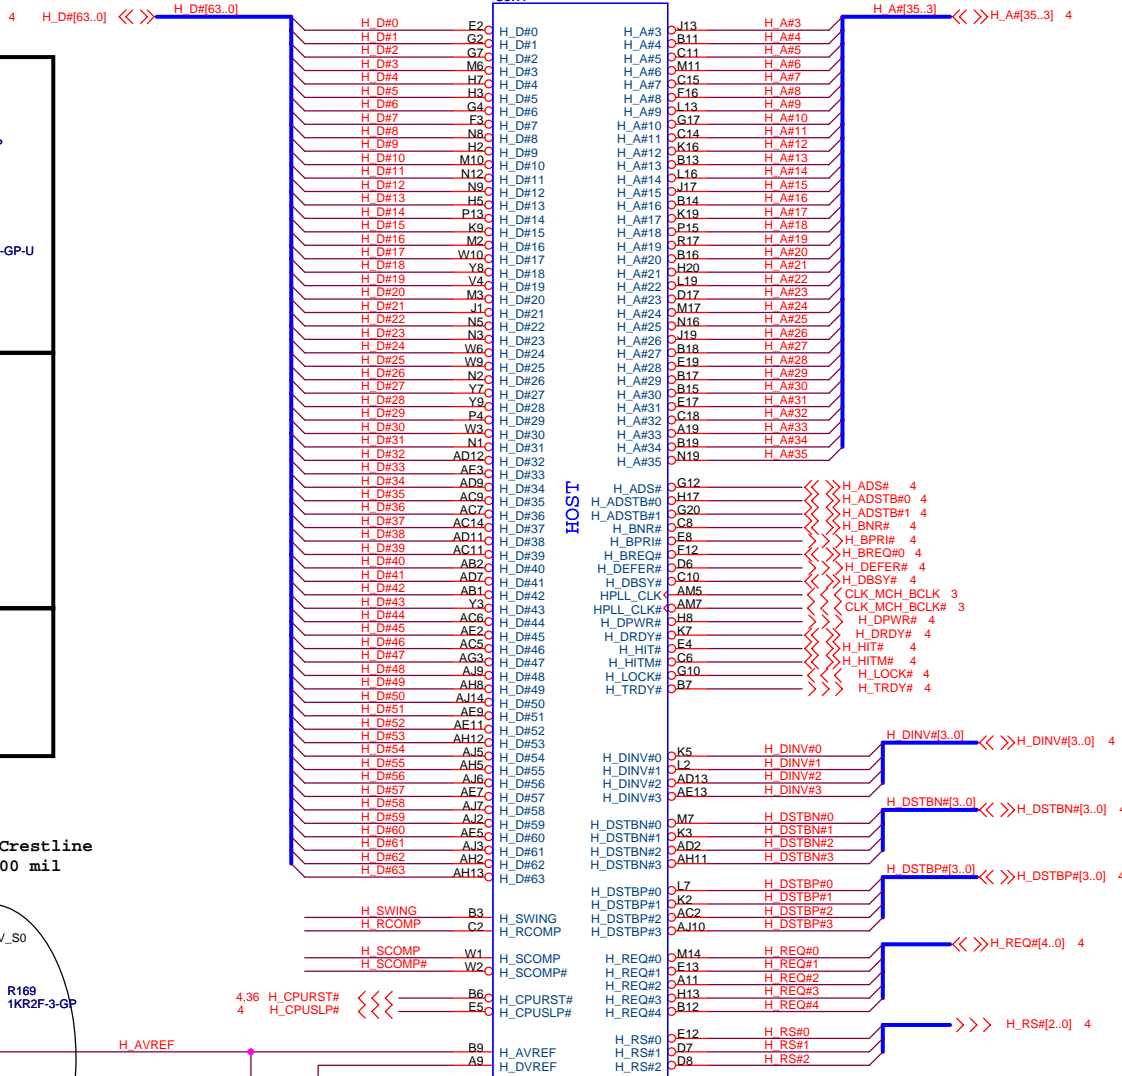 4 H_D#[63..0] H_D#[63..0] H_A#[35..3] H_A#[35..3] 4
H_D#0 E2 H_D#0 H_A#3 J13 H_A#3
H_D#1 G2 H_D#1 H_A#4 B11 H_A#4
H_D#2 G7 H_D#2 H_A#5 C11 H_A#5
H_D#3 M6 H_D#3 H_A#6 M11 H_A#6
H_D#4 H7 H_D#4 H_A#7 C15 H_A#7
H_D#5 H3 H_D#5 H_A#8 F16 H_A#8
H_D#6 G4 H_D#6 H_A#9 L13 H_A#9
H_D#7 F3 H_D#7 H_A#10 G17 H_A#10
H_D#8 N8 H_D#8 H_A#11 C14 H_A#11
H_D#9 H2 H_D#9 H_A#12 K16 H_A#12
H_D#10 M10 H_D#10 H_A#13 B13 H_A#13
H_D#11 N12 H_D#11 H_A#14 L16 H_A#14
H_D#12 N9 H_D#12 H_A#15 J17 H_A#15
H_D#13 H5 H_D#13 H_A#16 B14 H_A#16
H_D#14 P13 H_D#14 H_A#17 K19 H_A#17
H_D#15 K9 H_D#15 H_A#18 P15 H_A#18
H_D#16 M2 H_D#16 H_A#19 R17 H_A#19
-GP-U H_D#17 W10 H_D#17 H_A#20 B16 H_A#20
H_D#18 Y8 H_D#18 H_A#21 H20 H_A#21
H_D#19 V4 H_D#19 H_A#22 L19 H_A#22
H_D#20 M3 H_D#20 H_A#23 D17 H_A#23
H_D#21 J1 H_D#21 H_A#24 M17 H_A#24
H_D#22 N5 H_D#22 H_A#25 N16 H_A#25
H_D#23 N3 H_D#23 H_A#26 J19 H_A#26
H_D#24 W6 H_D#24 H_A#27 B18 H_A#27
H_D#25 W9 H_D#25 H_A#28 E19 H_A#28
H_D#26 N2 H_D#26 H_A#29 B17 H_A#29
H_D#27 Y7 H_D#27 H_A#30 B15 H_A#30
H_D#28 Y9 H_D#28 H_A#31 E17 H_A#31
H_D#29 P4 H_D#29 H_A#32 C18 H_A#32
H_D#30 W3 H_D#30 H_A#33 A19 H_A#33
H_D#31 N1 H_D#31 H_A#34 B19 H_A#34
H_D#32 AD12 H_D#32 H_A#35 N19 H_A#35
H_D#33 AE3 H_D#33
H_D#34 AD9 H_D#34 H_ADS# G12 H_ADS# 4
H_D#35 AC9 H_D#35 H_ADSTB#0 H17 H_ADSTB#0 4
H_D#36 AC7 H_D#36 HOST H_ADSTB#1 G20 H_ADSTB#1 4
H_D#37 AC14 H_D#37 H_BNR# C8 H_BNR# 4
H_D#38 AD11 H_D#38 H_BPRI# E8 H_BPRI# 4
H_D#39 AC11 H_D#39 H_BREQ# F12 H_BREQ#0 4
H_D#40 AB2 H_D#40 H_DEFER# D6 H_DEFER# 4
H_D#41 AD7 H_D#41 H_DBSY# C10 H_DBSY# 4
H_D#42 AB1 H_D#42 HPLL_CLK AM5 CLK_MCH_BCLK 3
H_D#43 Y3 H_D#43 HPLL_CLK# AM7 CLK_MCH_BCLK# 3
H_D#44 AC6 H_D#44 H_DPWR# H8 H_DPWR# 4
H_D#45 AE2 H_D#45 H_DRDY# K7 H_DRDY# 4
H_D#46 AC5 H_D#46 H_HIT# E4 H_HIT# 4
H_D#47 AG3 H_D#47 H_HITM# C6 H_HITM# 4
H_D#48 AJ9 H_D#48 H_LOCK# G10 H_LOCK# 4
H_D#49 AH8 H_D#49 H_TRDY# B7 H_TRDY# 4
H_D#50 AJ14 H_D#50
H_D#51 AE9 H_D#51
H_D#52 AE11 H_D#52
H_D#53 AH12 H_D#53 H_DINV#[3..0] H_DINV#[3..0] 4
H_D#54 AJ5 H_D#54 H_DINV#0 K5 H_DINV#0
H_D#55 AH5 H_D#55 H_DINV#1 L2 H_DINV#1
H_D#56 AJ6 H_D#56 H_DINV#2 AD13 H_DINV#2
H_D#57 AE7 H_D#57 H_DINV#3 AE13 H_DINV#3
H_D#58 AJ7 H_D#58 H_DSTBN#[3..0] H_DSTBN#[3..0] 4
H_D#59 AJ2 H_D#59 H_DSTBN#0 M7 H_DSTBN#0
H_D#60 AE5 H_D#60 H_DSTBN#1 K3 H_DSTBN#1
Crestline H_D#61 AJ3 H_D#61 H_DSTBN#2 AD2 H_DSTBN#2
00 mil H_D#62 AH2 H_D#62 H_DSTBN#3 AH11 H_DSTBN#3
H_D#63 AH13 H_D#63 H_DSTBP#[3..0] H_DSTBP#[3..0] 4
H_DSTBP#0 L7 H_DSTBP#0
H_DSTBP#1 K2 H_DSTBP#1
H_SWING B3 H_SWING H_DSTBP#2 AC2 H_DSTBP#2
H_RCOMP C2 H_RCOMP H_DSTBP#3 AJ10 H_DSTBP#3
V_S0 H_REQ#[4..0] H_REQ#[4..0] 4
H_SCOMP W1 H_SCOMP H_REQ#0 M14 H_REQ#0
H_SCOMP# W2 H_SCOMP# H_REQ#1 E13 H_REQ#1
H_REQ#2 A11 H_REQ#2
R169 4,36 H_CPURST# B6 H_CPURST# H_REQ#3 H13 H_REQ#3
1KR2F-3-GP 4 H_CPUSLP# E5 H_CPUSLP# H_REQ#4 B12 H_REQ#4
H_RS#[2..0] 4
H_RS#0 E12 H_RS#0
H_AVREF B9 H_AVREF H_RS#1 D7 H_RS#1
A9 H_DVREF H_RS#2 D8 H_RS#2